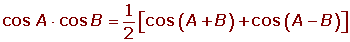 cos A · cos B = 1/2 [cos (A + B) + cos (A − B)]